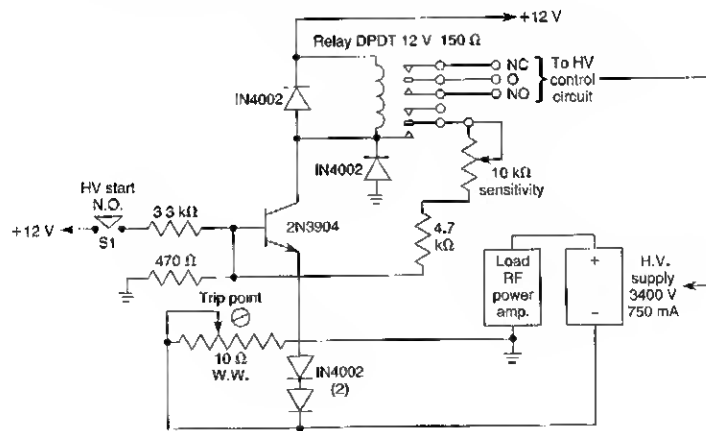 +12 V
Relay DPDT 12 V 150 Ω
NC
O
NO
To HV
control
circuit
IN4002
IN4002
10 kΩ
sensitivity
HV start
N.O.
+12 V
S1
3.3 kΩ
2N3904
4.7
kΩ
470 Ω
Trip point
10 Ω
W.W.
IN4002
(2)
Load
RF
power
amp.
+
−
H.V.
supply
3400 V
750 mA